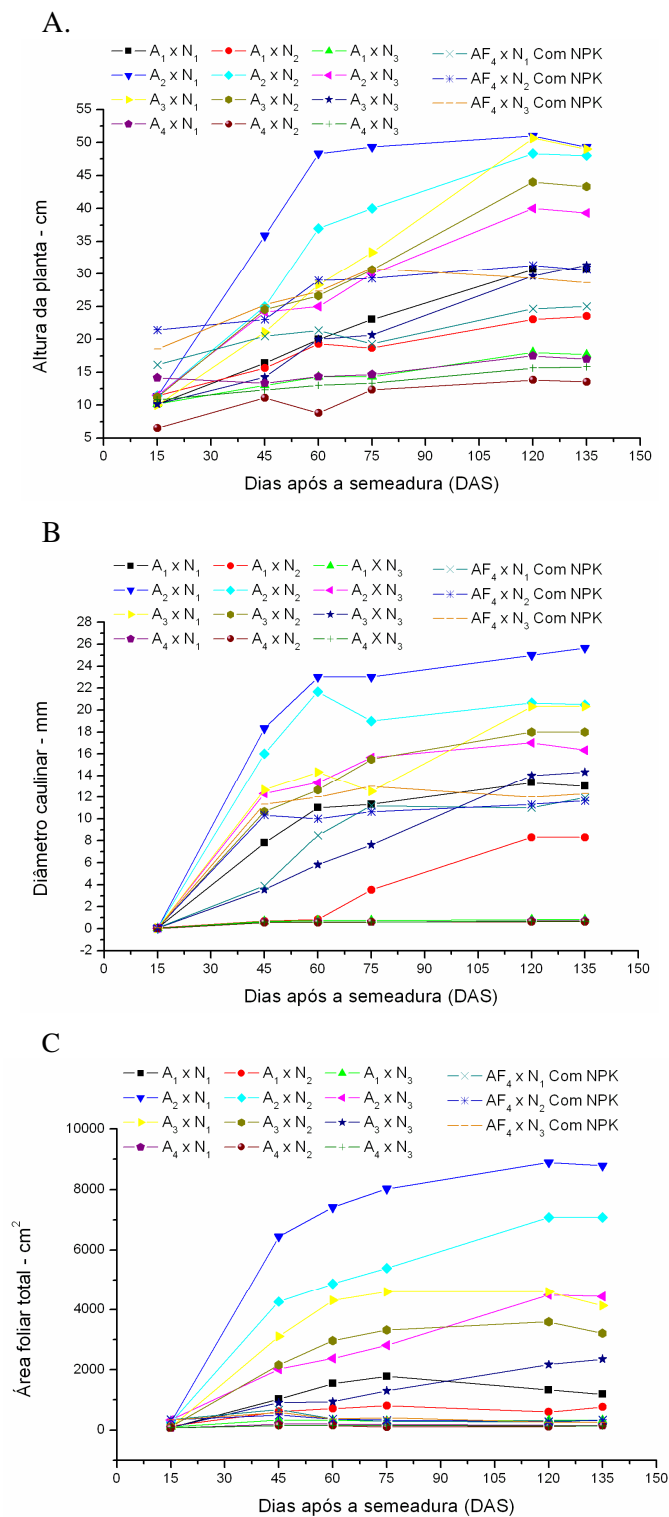 A.
A1 x N1 A1 x N2 A1 x N3 AF4 x N1 Com NPK
A2 x N1 A2 x N2 A2 x N3 AF4 x N2 Com NPK
A3 x N1 A3 x N2 A3 x N3 AF4 x N3 Com NPK
A4 x N1 A4 x N2 A4 x N3
55
50
45
40
35
30
25
20
15
10
5
Altura da planta - cm
0 15 30 45 60 75 90 105 120 135 150
Dias após a semeadura (DAS)
B
A1 x N1 A1 x N2 A1 X N3 AF4 x N1 Com NPK
A2 x N1 A2 x N2 A2 x N3 AF4 x N2 Com NPK
A3 x N1 A3 x N2 A3 X N3 AF4 x N3 Com NPK
A4 x N1 A4 x N2 A4 X N3
28
26
24
22
20
18
16
14
12
10
8
6
4
2
0
-2
Diâmetro caulinar - mm
0 15 30 45 60 75 90 105 120 135 150
Dias após a semeadura (DAS)
C
A1 x N1 A1 x N2 A1 x N3 AF4 x N1 Com NPK
A2 x N1 A2 x N2 A2 x N3 AF4 x N2 Com NPK
A3 x N1 A3 x N2 A3 x N3 AF4 x N3 Com NPK
A4 x N1 A4 x N2 A4 x N3
10000
8000
6000
4000
2000
0
Área foliar total - cm²
0 15 30 45 60 75 90 105 120 135 150
Dias após a semeadura (DAS)